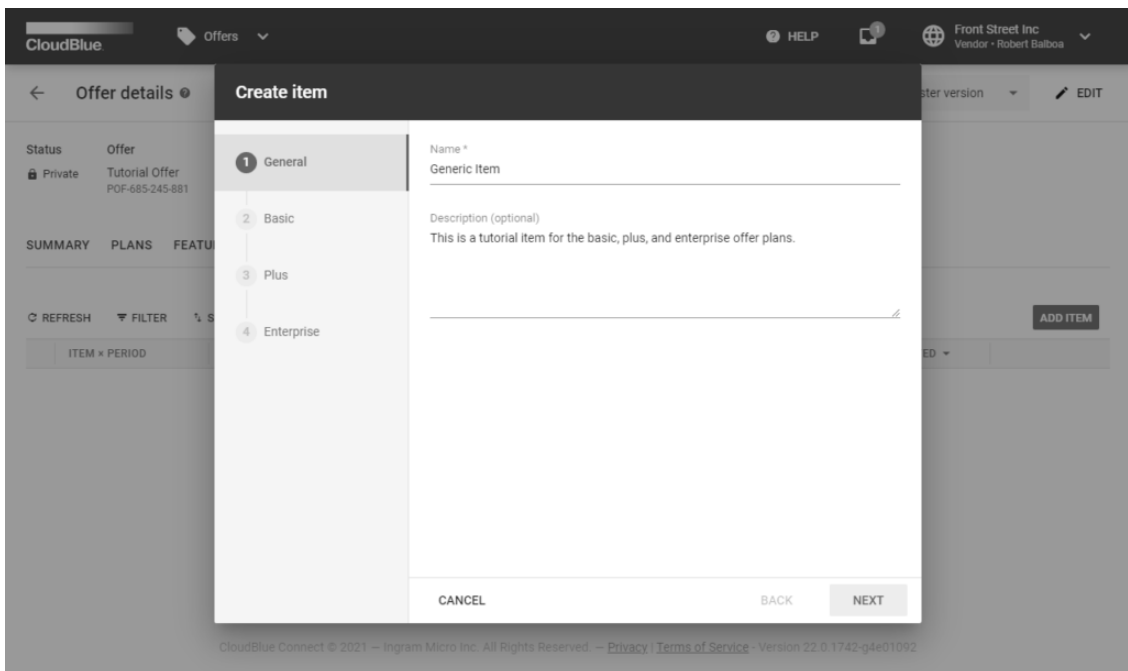 CloudBlue.
Offers
HELP
1
Front Street Inc
Vendor • Robert Balboa
Offer details
ster version
EDIT
Create item
Status
Offer
Private
Tutorial Offer
POF-685-245-881
SUMMARY
PLANS
FEATU
REFRESH
FILTER
S
ADD ITEM
ITEM × PERIOD
ED
1 General
2 Basic
3 Plus
4 Enterprise
Name *
Generic Item
Description (optional)
This is a tutorial item for the basic, plus, and enterprise offer plans.
CANCEL
BACK
NEXT
CloudBlue Connect © 2021 — Ingram Micro Inc. All Rights Reserved. — Privacy | Terms of Service - Version 22.0.1742-g4e01092